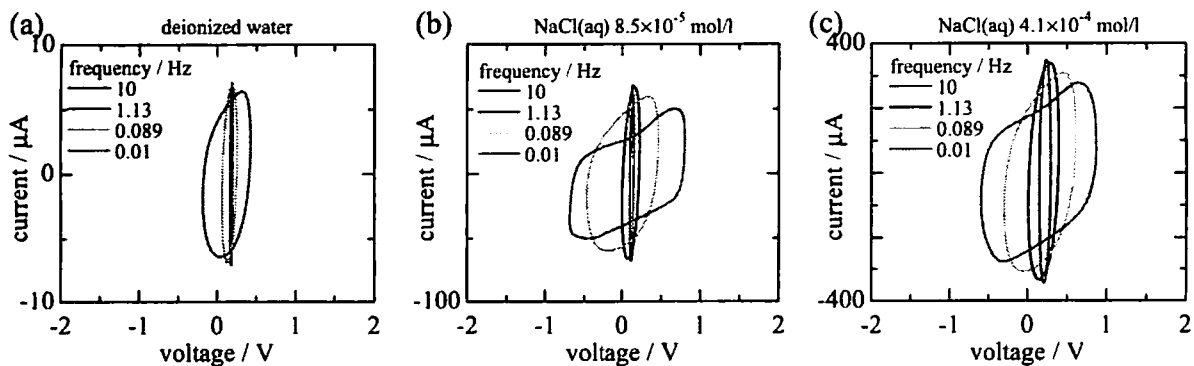 (a) deionized water
10
frequency / Hz
10
1.13
0.089
0.01
0
-10
current / μA
-2 -1 0 1 2
voltage / V
(b) NaCl(aq) 8.5×10⁻⁵ mol/l
frequency / Hz
10
1.13
0.089
0.01
-100
current / μA
-2 -1 0 1 2
voltage / V
(c) NaCl(aq) 4.1×10⁻⁴ mol/l
400
frequency / Hz
10
1.13
0.089
0.01
-400
current / μA
-2 -1 0 1 2
voltage / V